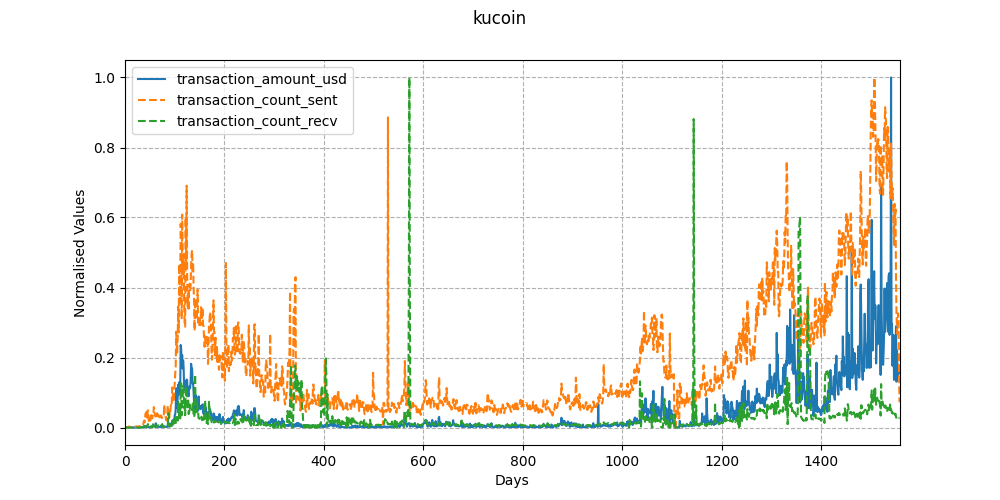 kucoin
transaction_amount_usd
transaction_count_sent
transaction_count_recv
1.0
0.8
0.6
0.4
0.2
0.0
Normalised Values
0 200 400 600 800 1000 1200 1400
Days